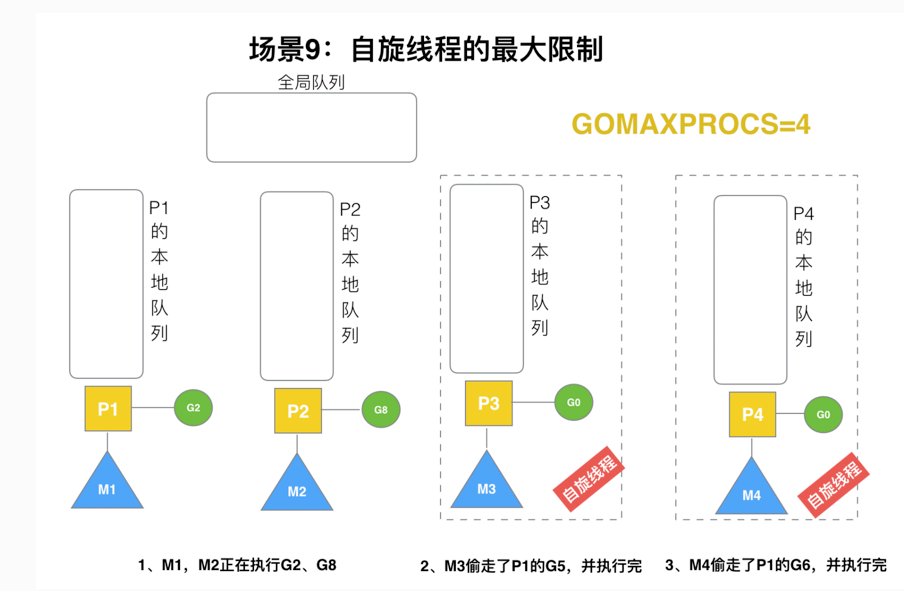 场景9：自旋线程的最大限制
全局队列
GOMAXPROCS=4
P1的本地队列
P2的本地队列
P3的本地队列
P4的本地队列
P1
G2
P2
G8
P3
G0
P4
G0
M1
M2
M3
自旋线程
M4
自旋线程
1、M1，M2正在执行G2、G8
2、M3偷走了P1的G5，并执行完
3、M4偷走了P1的G6，并执行完